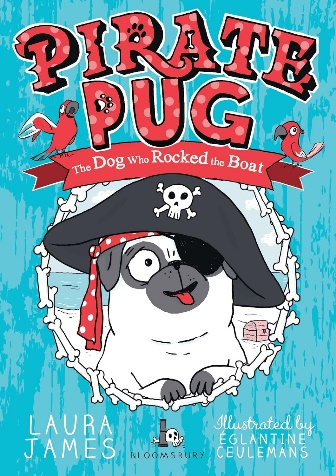 PIRATE
PUG
The Dog Who Rocked the Boat
LAURA
JAMES
BLOOMSBURY
Illustrated by
ÉGLANTINE
CEULEMANS